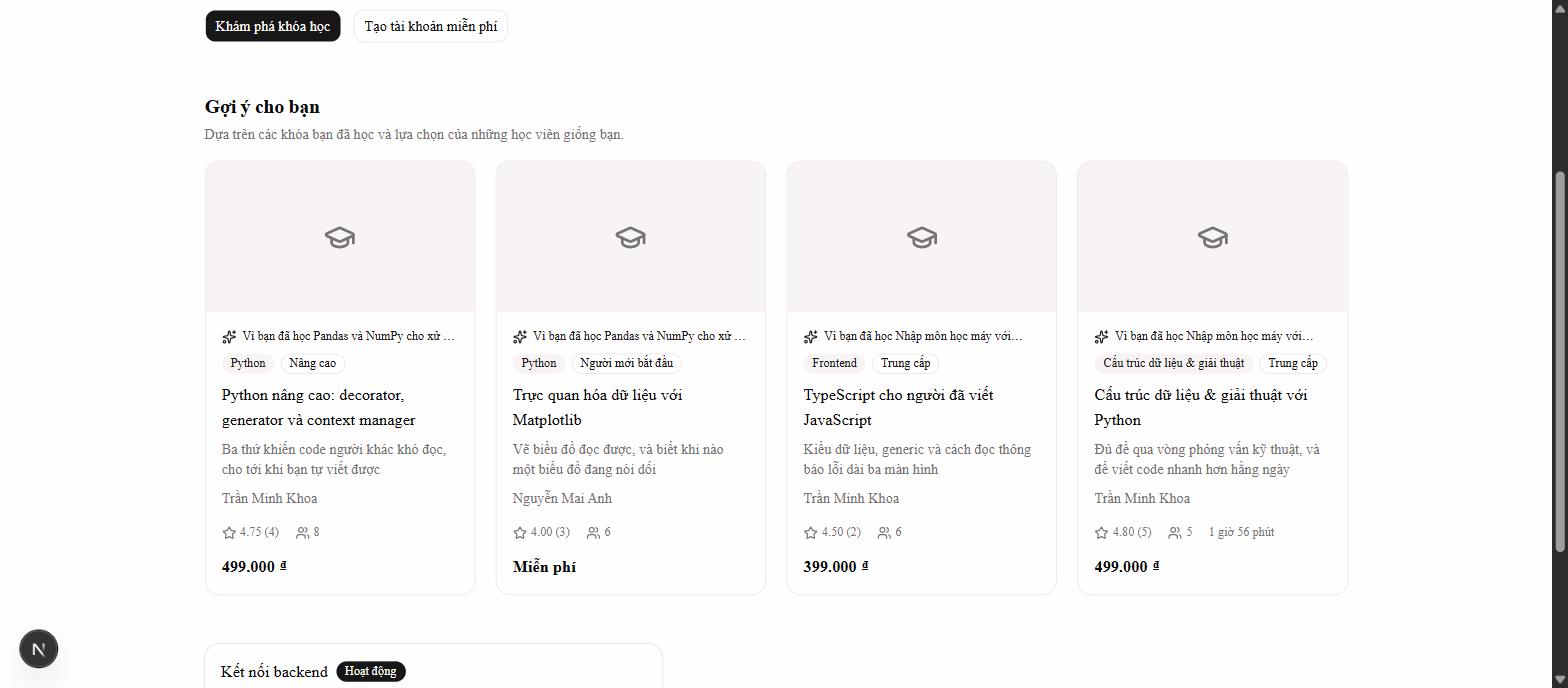 Khám phá khóa học
Tạo tài khoản miễn phí
Gợi ý cho bạn
Dựa trên các khóa bạn đã học và lựa chọn của những học viên giống bạn.
Vì bạn đã học Pandas và NumPy cho xử …
Python
Nâng cao
Python nâng cao: decorator,
generator và context manager
Ba thứ khiến code người khác khó đọc,
cho tới khi bạn tự viết được
Trần Minh Khoa
4.75 (4)
8
499.000 ₫
Vì bạn đã học Pandas và NumPy cho xử …
Python
Người mới bắt đầu
Trực quan hóa dữ liệu với
Matplotlib
Vẽ biểu đồ đọc được, và biết khi nào
một biểu đồ đang nói dối
Nguyễn Mai Anh
4.00 (3)
6
Miễn phí
Vì bạn đã học Nhập môn học máy với…
Frontend
Trung cấp
TypeScript cho người đã viết
JavaScript
Kiểu dữ liệu, generic và cách đọc thông
báo lỗi dài ba màn hình
Trần Minh Khoa
4.50 (2)
6
399.000 ₫
Vì bạn đã học Nhập môn học máy với…
Cấu trúc dữ liệu & giải thuật
Trung cấp
Cấu trúc dữ liệu & giải thuật với
Python
Đủ để qua vòng phỏng vấn kỹ thuật, và
để viết code nhanh hơn hằng ngày
Trần Minh Khoa
4.80 (5)
5
1 giờ 56 phút
499.000 ₫
N
Kết nối backend
Hoạt động